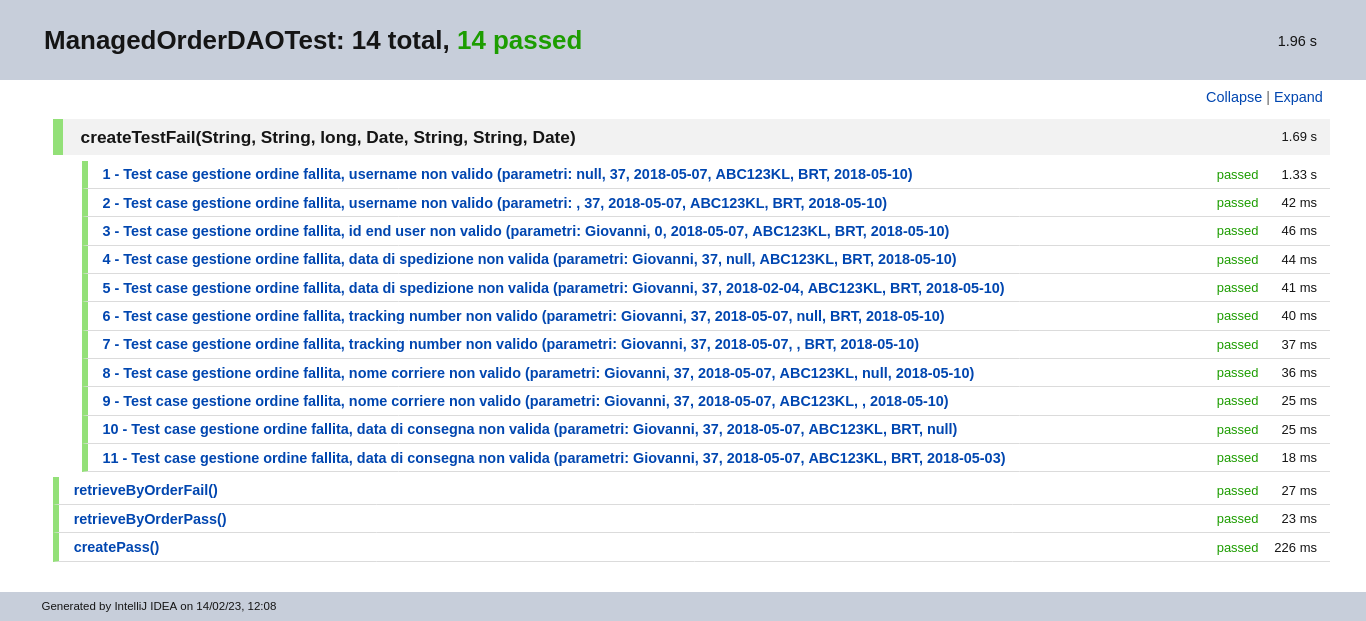 ManagedOrderDAOTest: 14 total, 14 passed 1.96 s
Collapse | Expand
createTestFail(String, String, long, Date, String, String, Date) 1.69 s
1 - Test case gestione ordine fallita, username non valido (parametri: null, 37, 2018-05-07, ABC123KL, BRT, 2018-05-10) passed 1.33 s
2 - Test case gestione ordine fallita, username non valido (parametri: , 37, 2018-05-07, ABC123KL, BRT, 2018-05-10) passed 42 ms
3 - Test case gestione ordine fallita, id end user non valido (parametri: Giovanni, 0, 2018-05-07, ABC123KL, BRT, 2018-05-10) passed 46 ms
4 - Test case gestione ordine fallita, data di spedizione non valida (parametri: Giovanni, 37, null, ABC123KL, BRT, 2018-05-10) passed 44 ms
5 - Test case gestione ordine fallita, data di spedizione non valida (parametri: Giovanni, 37, 2018-02-04, ABC123KL, BRT, 2018-05-10) passed 41 ms
6 - Test case gestione ordine fallita, tracking number non valido (parametri: Giovanni, 37, 2018-05-07, null, BRT, 2018-05-10) passed 40 ms
7 - Test case gestione ordine fallita, tracking number non valido (parametri: Giovanni, 37, 2018-05-07, , BRT, 2018-05-10) passed 37 ms
8 - Test case gestione ordine fallita, nome corriere non valido (parametri: Giovanni, 37, 2018-05-07, ABC123KL, null, 2018-05-10) passed 36 ms
9 - Test case gestione ordine fallita, nome corriere non valido (parametri: Giovanni, 37, 2018-05-07, ABC123KL, , 2018-05-10) passed 25 ms
10 - Test case gestione ordine fallita, data di consegna non valida (parametri: Giovanni, 37, 2018-05-07, ABC123KL, BRT, null) passed 25 ms
11 - Test case gestione ordine fallita, data di consegna non valida (parametri: Giovanni, 37, 2018-05-07, ABC123KL, BRT, 2018-05-03) passed 18 ms
retrieveByOrderFail() passed 27 ms
retrieveByOrderPass() passed 23 ms
createPass() passed 226 ms
Generated by IntelliJ IDEA on 14/02/23, 12:08